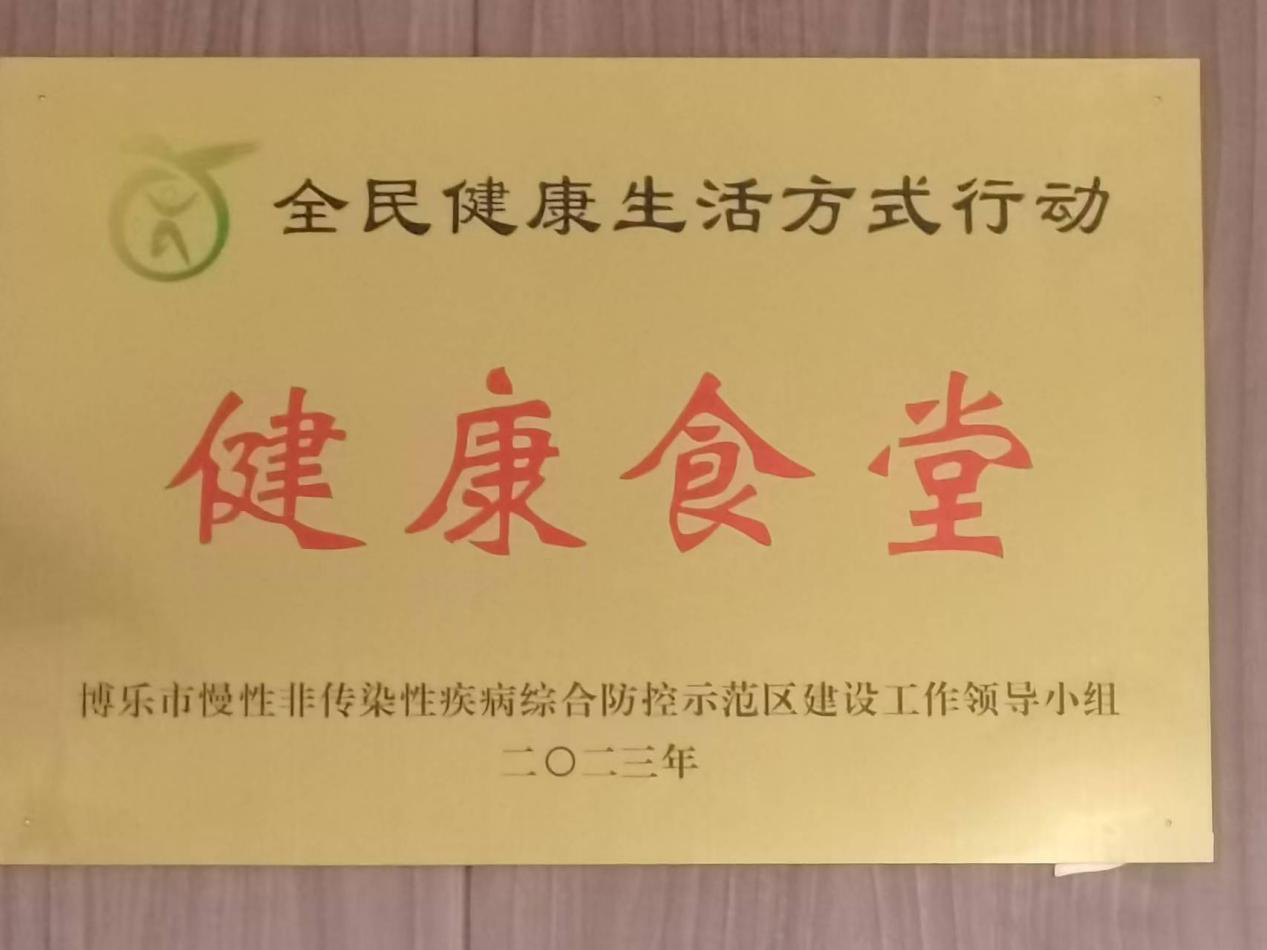 全民健康生活方式行动
健康食堂
博乐市慢性非传染性疾病综合防控示范区建设工作领导小组
二〇二三年